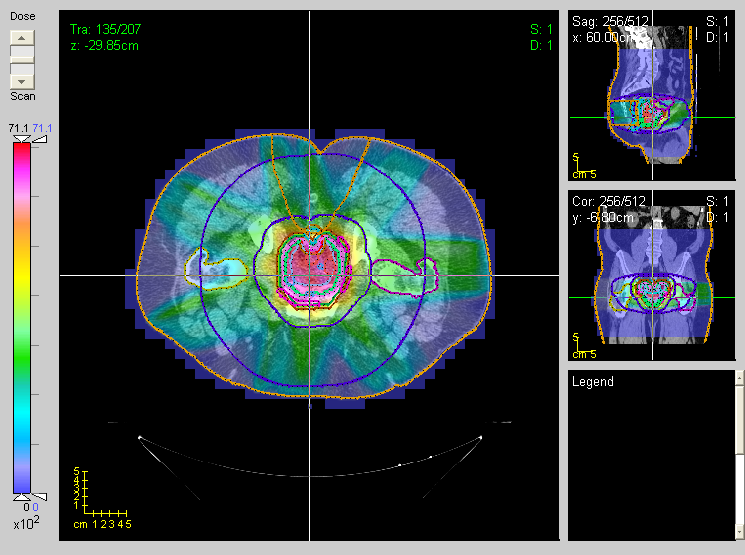 Dose
Scan
71.1 71.1
0 0
x10²
Tra: 135/207
z: -29.85cm
S: 1
D: 1
5
4
3
2
1
cm 1 2 3 4 5
Sag: 256/512 S: 1
x: 60.00cm D: 1
5
cm 5
Cor: 256/512 S: 1
y: -6.80cm D: 1
5
cm 5
Legend